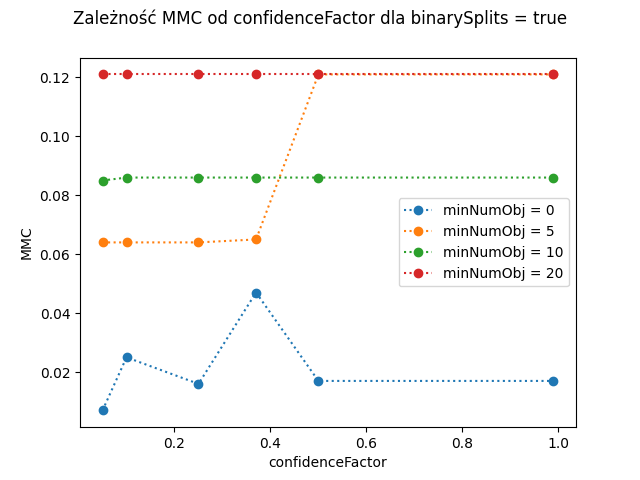 Zależność MMC od confidenceFactor dla binarySplits = true
0.12
0.10
0.08
0.06
0.04
0.02
MMC
minNumObj = 0
minNumObj = 5
minNumObj = 10
minNumObj = 20
0.2 0.4 0.6 0.8 1.0
confidenceFactor